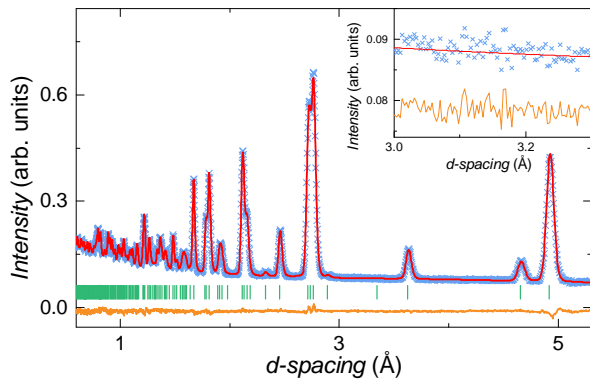 Intensity (arb. units)
0.6
0.3
0.0
1
3
5
d-spacing (Å)
Intensity (arb. units)
0.09
0.08
3.0
3.2
d-spacing (Å)